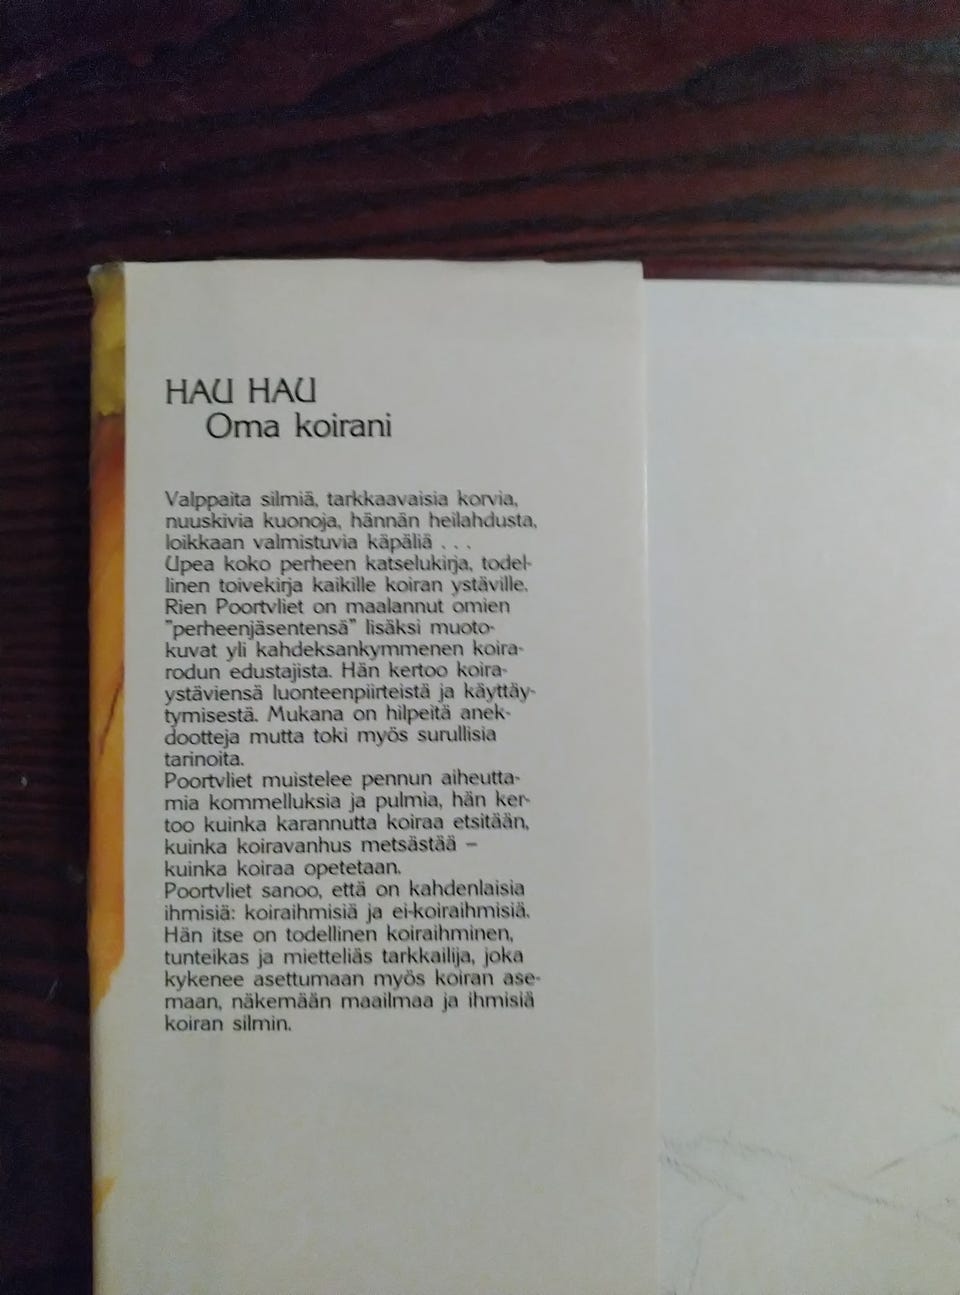 HAU HAU
Oma koirani
Valppaita silmiä, tarkkaavaisia korvia,
nuuskivia kuonoja, hännän heilahdusta,
loikkaan valmistuvia käpäliä . . .
Upea koko perheen katselukirja, todel-
linen toivekirja kaikille koiran ystäville.
Rien Poortvliet on maalannut omien
"perheenjäsentensä" lisäksi muoto-
kuvat yli kahdeksankymmenen koira-
rodun edustajista. Hän kertoo koira-
ystäviensä luonteenpiirteistä ja käyttäy-
tymisestä. Mukana on hilpeitä anek-
dootteja mutta toki myös surullisia
tarinoita.
Poortvliet muistelee pennun aiheutta-
mia kommelluksia ja pulmia, hän ker-
too kuinka karannutta koiraa etsitään,
kuinka koiravanhus metsästää –
kuinka koiraa opetetaan.
Poortvliet sanoo, että on kahdenlaisia
ihmisiä: koiraihmisiä ja ei-koiraihmisiä.
Hän itse on todellinen koiraihminen,
tunteikas ja mietteliäs tarkkailija, joka
kykenee asettumaan myös koiran ase-
maan, näkemään maailmaa ja ihmisiä
koiran silmin.